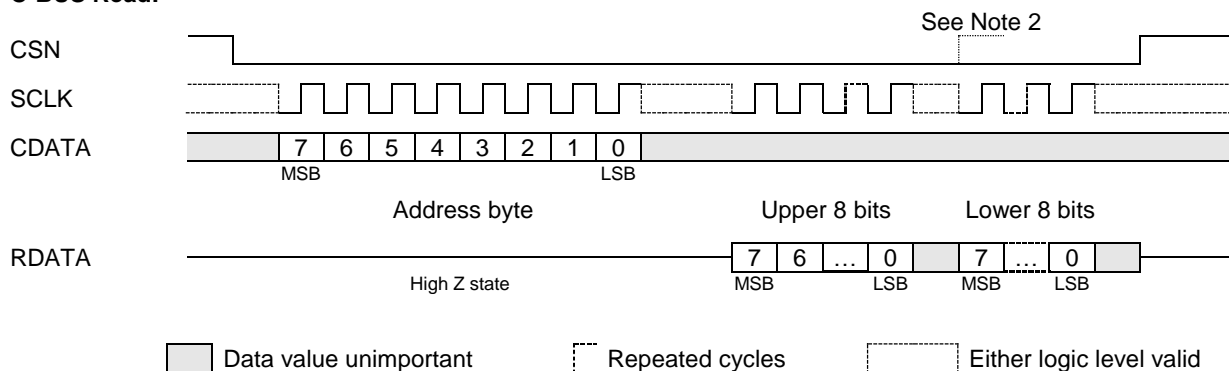 C-BUS Read:
See Note 2
CSN
SCLK
CDATA
7 6 5 4 3 2 1 0
MSB LSB
Address byte Upper 8 bits Lower 8 bits
RDATA
7 6 … 0 7 … 0
High Z state MSB LSB MSB LSB
Data value unimportant Repeated cycles Either logic level valid